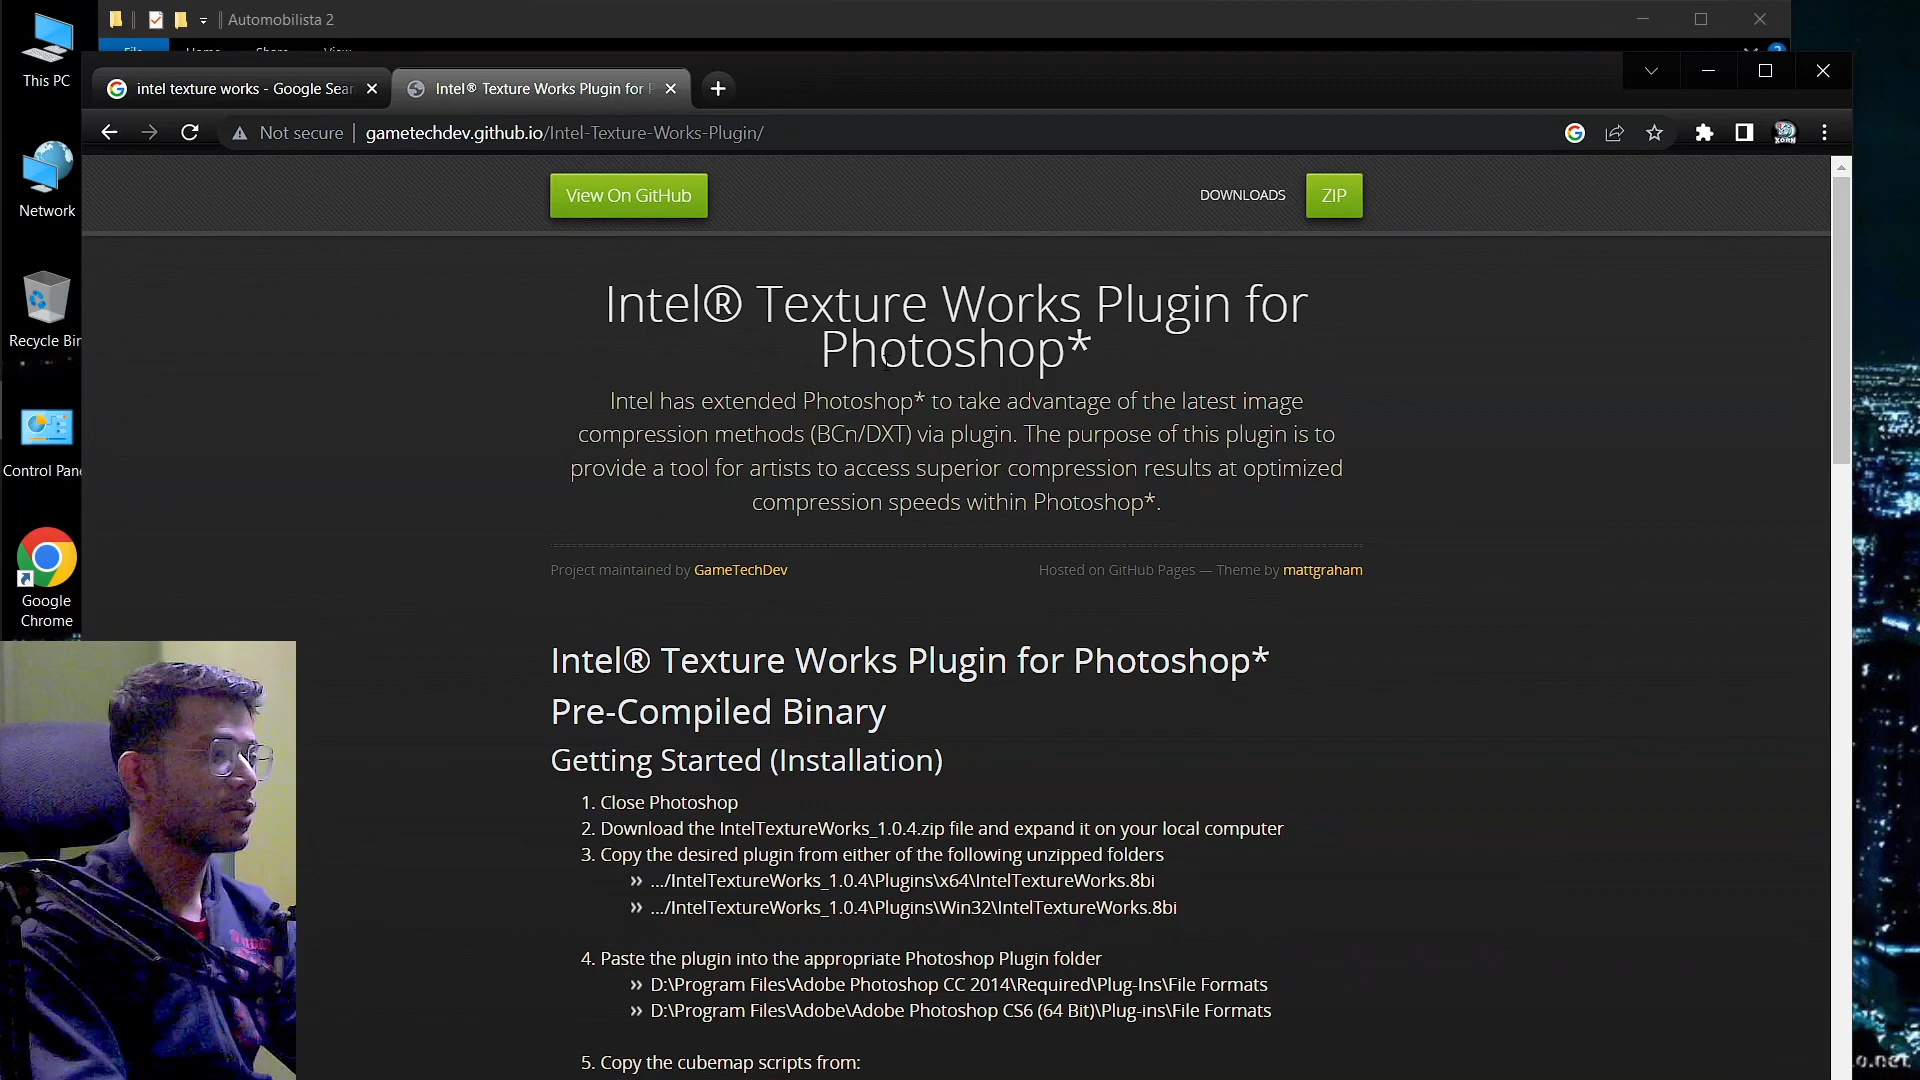 Automobilista 2
File Home Share View
This PC
Network
Recycle Bin
Control Pane
Google
Chrome
intel texture works - Google Sear
Intel® Texture Works Plugin for P
Not secure | gametechdev.github.io/Intel-Texture-Works-Plugin/
View On GitHub
DOWNLOADS
ZIP
Intel® Texture Works Plugin for
Photoshop*
Intel has extended Photoshop* to take advantage of the latest image
compression methods (BCn/DXT) via plugin. The purpose of this plugin is to
provide a tool for artists to access superior compression results at optimized
compression speeds within Photoshop*.
Project maintained by GameTechDev
Hosted on GitHub Pages — Theme by mattgraham
Intel® Texture Works Plugin for Photoshop*
Pre-Compiled Binary
Getting Started (Installation)
1. Close Photoshop
2. Download the IntelTextureWorks_1.0.4.zip file and expand it on your local computer
3. Copy the desired plugin from either of the following unzipped folders
» .../IntelTextureWorks_1.0.4\Plugins\x64\IntelTextureWorks.8bi
» .../IntelTextureWorks_1.0.4\Plugins\Win32\IntelTextureWorks.8bi
4. Paste the plugin into the appropriate Photoshop Plugin folder
» D:\Program Files\Adobe Photoshop CC 2014\Required\Plug-Ins\File Formats
» D:\Program Files\Adobe\Adobe Photoshop CS6 (64 Bit)\Plug-ins\File Formats
5. Copy the cubemap scripts from:
o.net